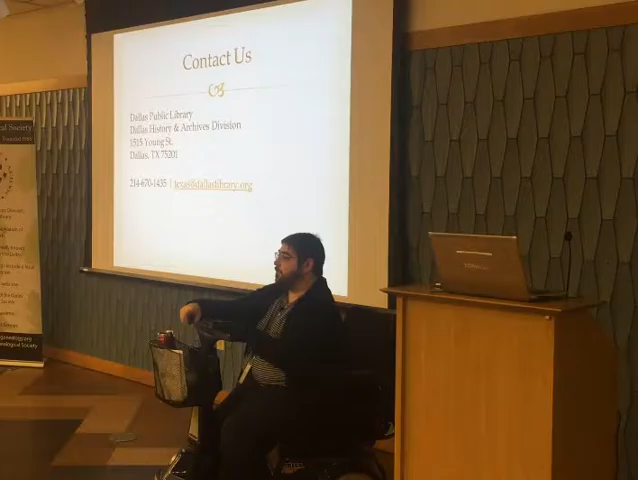 Contact Us
Dallas Public Library
Dallas History & Archives Division
1515 Young St.
Dallas, TX 75201
214-670-1435 | texas@dallaslibrary.org
Society